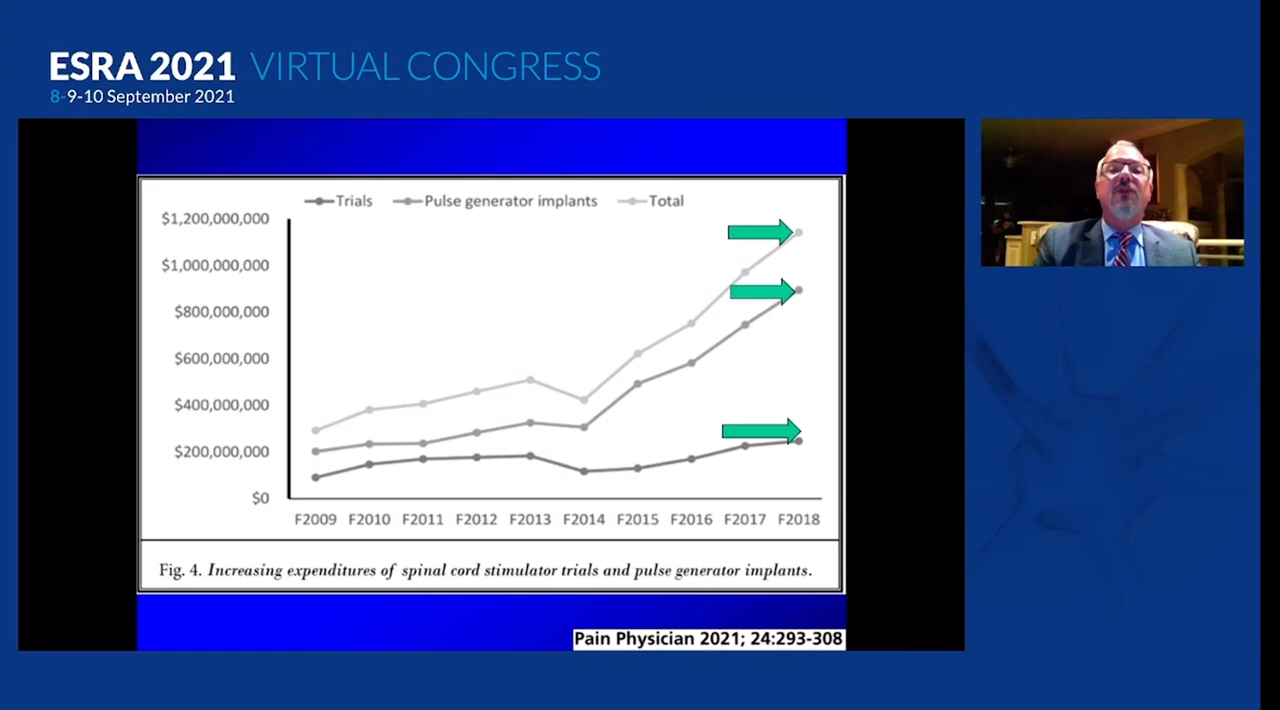 ESRA 2021 VIRTUAL CONGRESS
8-9-10 September 2021
Trials Pulse generator implants Total
$1,200,000,000
$1,000,000,000
$800,000,000
$600,000,000
$400,000,000
$200,000,000
$0
F2009 F2010 F2011 F2012 F2013 F2014 F2015 F2016 F2017 F2018
Fig. 4. Increasing expenditures of spinal cord stimulator trials and pulse generator implants.
Pain Physician 2021; 24:293-308